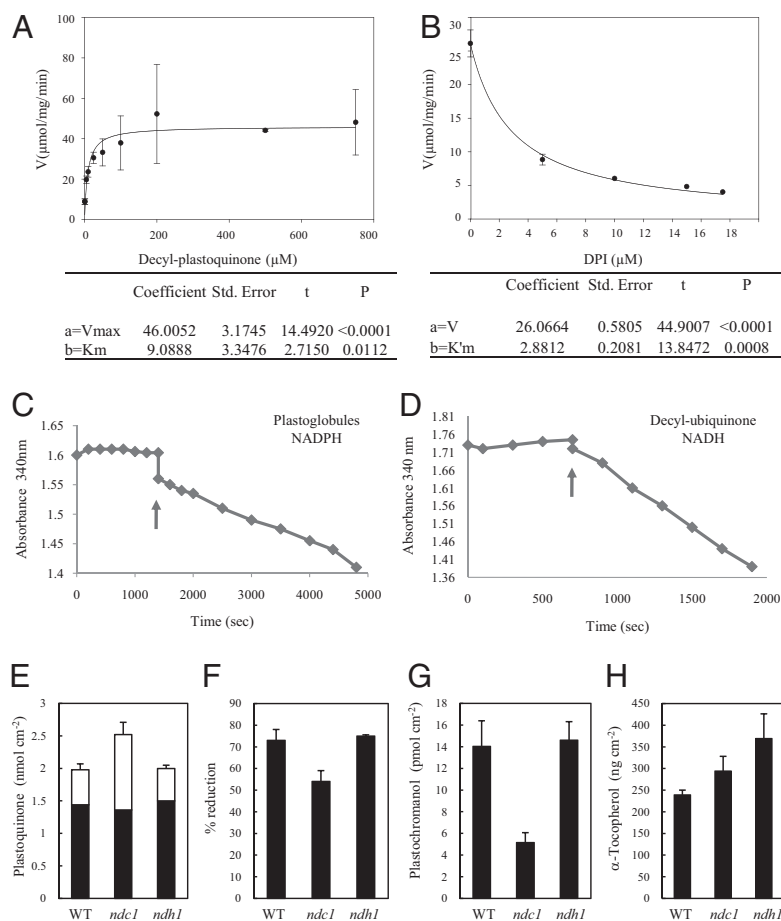 A
100
80
60
40
20
0
0 200 400 600 800
V(µmol/mg/min)
Decyl-plastoquinone (µM)
Coefficient Std. Error t P
a=Vmax 46.0052 3.1745 14.4920 <0.0001
b=Km 9.0888 3.3476 2.7150 0.0112
B
30
25
20
15
10
5
0
0 2 4 6 8 10 12 14 16 18
V(µmol/mg/min)
DPI (µM)
Coefficient Std. Error t P
a=V 26.0664 0.5805 44.9007 <0.0001
b=K'm 2.8812 0.2081 13.8472 0.0008
C
Plastoglobules
NADPH
1.65
1.6
1.55
1.5
1.45
1.4
0 1000 2000 3000 4000 5000
Absorbance 340nm
Time (sec)
D
Decyl-ubiquinone
NADH
1.81
1.76
1.71
1.66
1.61
1.56
1.51
1.46
1.41
1.36
0 500 1000 1500 2000
Absorbance 340 nm
Time (sec)
E
3
2.5
2
1.5
1
0.5
0
Plastoquinone (nmol cm-2)
WT ndc1 ndh1
F
90
80
70
60
50
40
30
20
10
0
% reduction
WT ndc1 ndh1
G
18
16
14
12
10
8
6
4
2
0
Plastochromanol (pmol cm-2)
WT ndc1 ndh1
H
450
400
350
300
250
200
150
100
50
0
α-Tocopherol (ng cm-2)
WT ndc1 ndh1